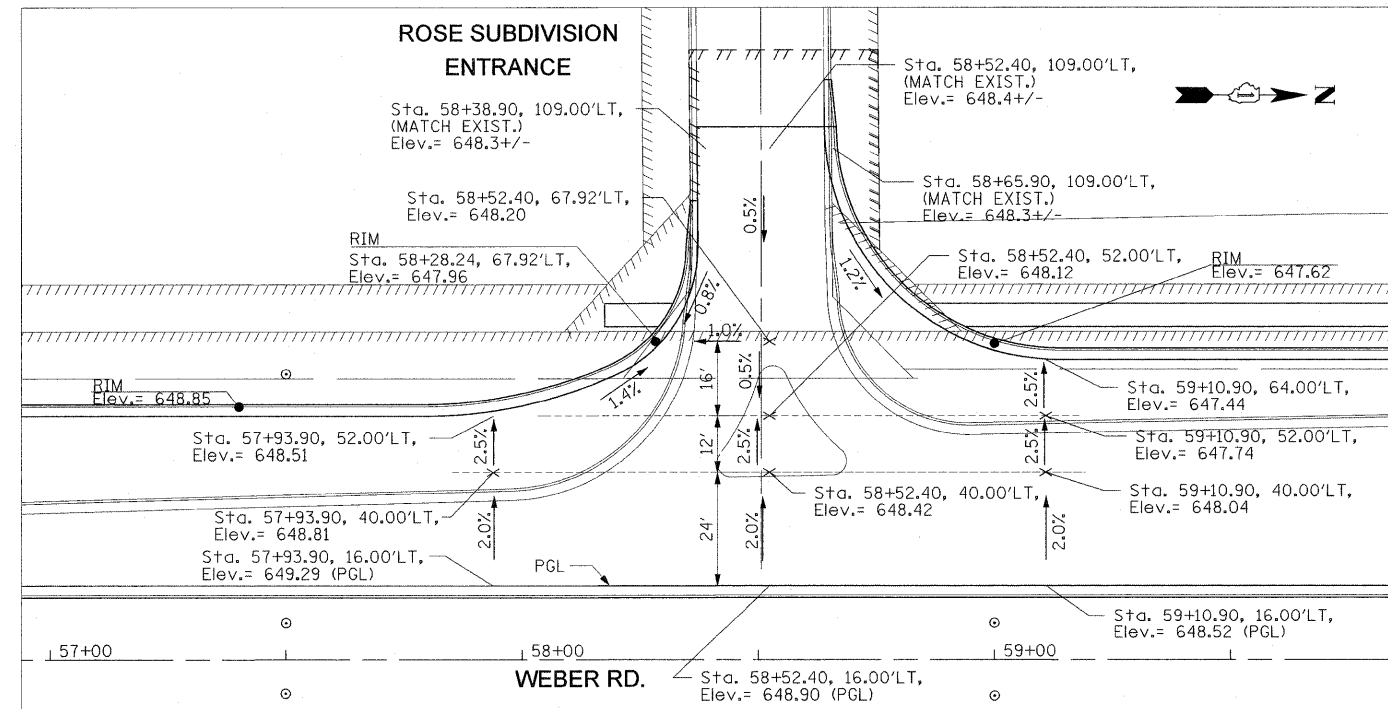 ROSE SUBDIVISION
ENTRANCE
Sta. 58+52.40, 109.00'LT,
(MATCH EXIST.)
Elev.= 648.4+/-
N
Sta. 58+38.90, 109.00'LT,
(MATCH EXIST.)
Elev.= 648.3+/-
Sta. 58+65.90, 109.00'LT,
(MATCH EXIST.)
Elev.= 648.3+/-
Sta. 58+52.40, 67.92'LT,
Elev.= 648.20
0.5%
RIM
Sta. 58+28.24, 67.92'LT,
Elev.= 647.96
Sta. 58+52.40, 52.00'LT,
Elev.= 648.12
RIM
Elev.= 647.62
1.2%
0.8%
1.0%
16'
0.5%
1.4%
RIM
Elev.= 648.85
2.5%
Sta. 59+10.90, 64.00'LT,
Elev.= 647.44
Sta. 57+93.90, 52.00'LT,
Elev.= 648.51
2.5%
12'
2.5%
2.5%
Sta. 59+10.90, 52.00'LT,
Elev.= 647.74
Sta. 58+52.40, 40.00'LT,
Elev.= 648.42
Sta. 59+10.90, 40.00'LT,
Elev.= 648.04
Sta. 57+93.90, 40.00'LT,
Elev.= 648.81
2.0%
24'
2.0%
2.0%
Sta. 57+93.90, 16.00'LT,
Elev.= 649.29 (PGL)
PGL
Sta. 59+10.90, 16.00'LT,
Elev.= 648.52 (PGL)
57+00
58+00
59+00
WEBER RD.
Sta. 58+52.40, 16.00'LT,
Elev.= 648.90 (PGL)